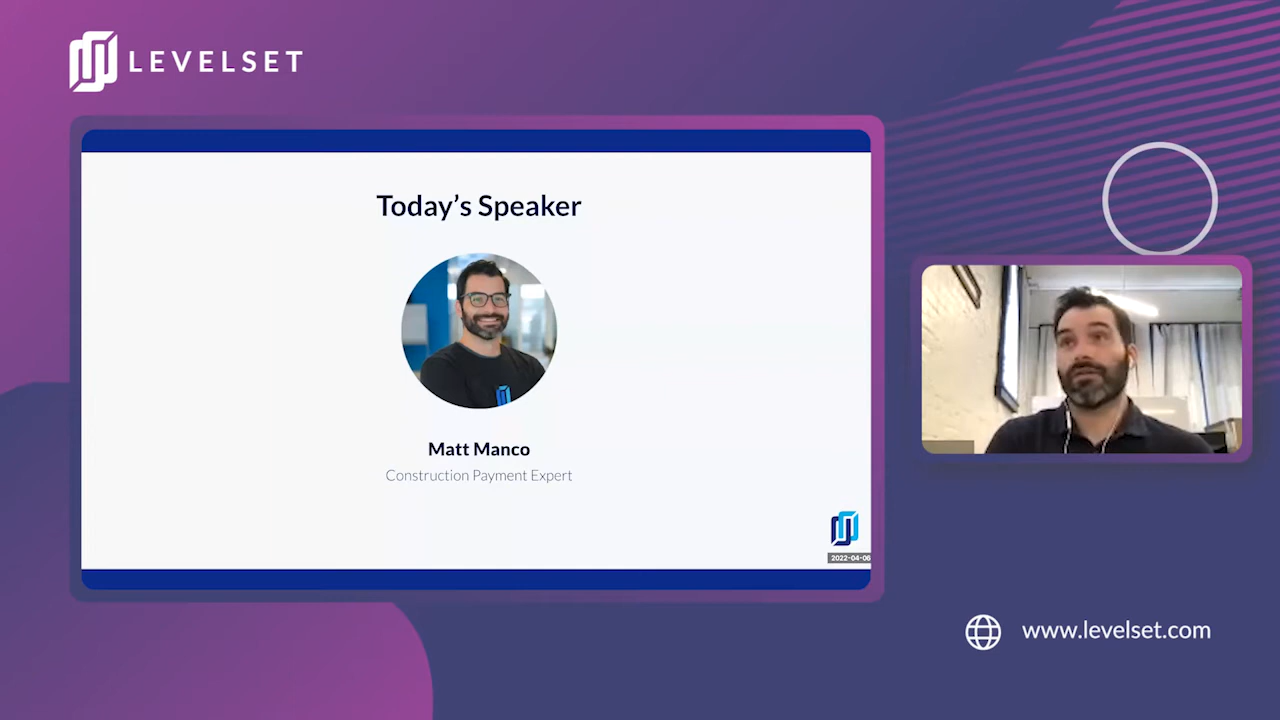 LEVELSET
Today's Speaker
Matt Manco
Construction Payment Expert
2022-04-06
www.levelset.com